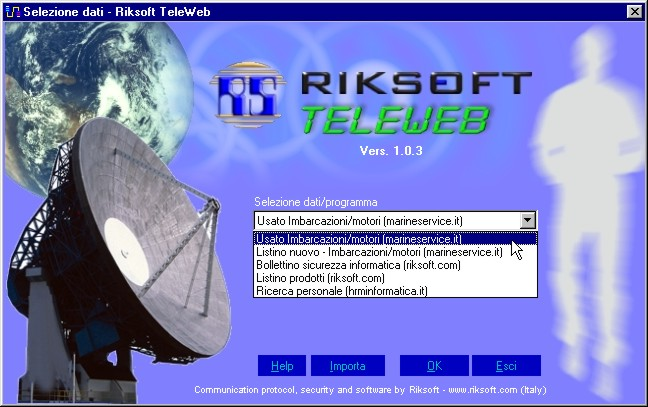 Selezione dati - Riksoft TeleWeb
RS
RIKSOFT
TELEWEB
Vers. 1.0.3
Selezione dati/programma
Usato Imbarcazioni/motori (marineservice.it)
Usato Imbarcazioni/motori (marineservice.it)
Listino nuovo - Imbarcazioni/motori (marineservice.it)
Bollettino sicurezza informatica (riksoft.com)
Listino prodotti (riksoft.com)
Ricerca personale (hrminformatica.it)
Help Importa OK Esci
Communication protocol, security and software by Riksoft - www.riksoft.com (Italy)